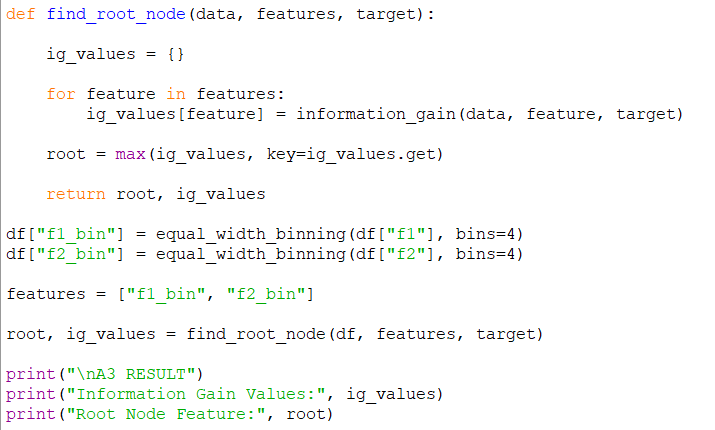 def find_root_node(data, features, target):
    ig_values = {}
    for feature in features:
        ig_values[feature] = information_gain(data, feature, target)
    root = max(ig_values, key=ig_values.get)
    return root, ig_values
df["f1_bin"] = equal_width_binning(df["f1"], bins=4)
df["f2_bin"] = equal_width_binning(df["f2"], bins=4)
features = ["f1_bin", "f2_bin"]
root, ig_values = find_root_node(df, features, target)
print("\nA3 RESULT")
print("Information Gain Values:", ig_values)
print("Root Node Feature:", root)